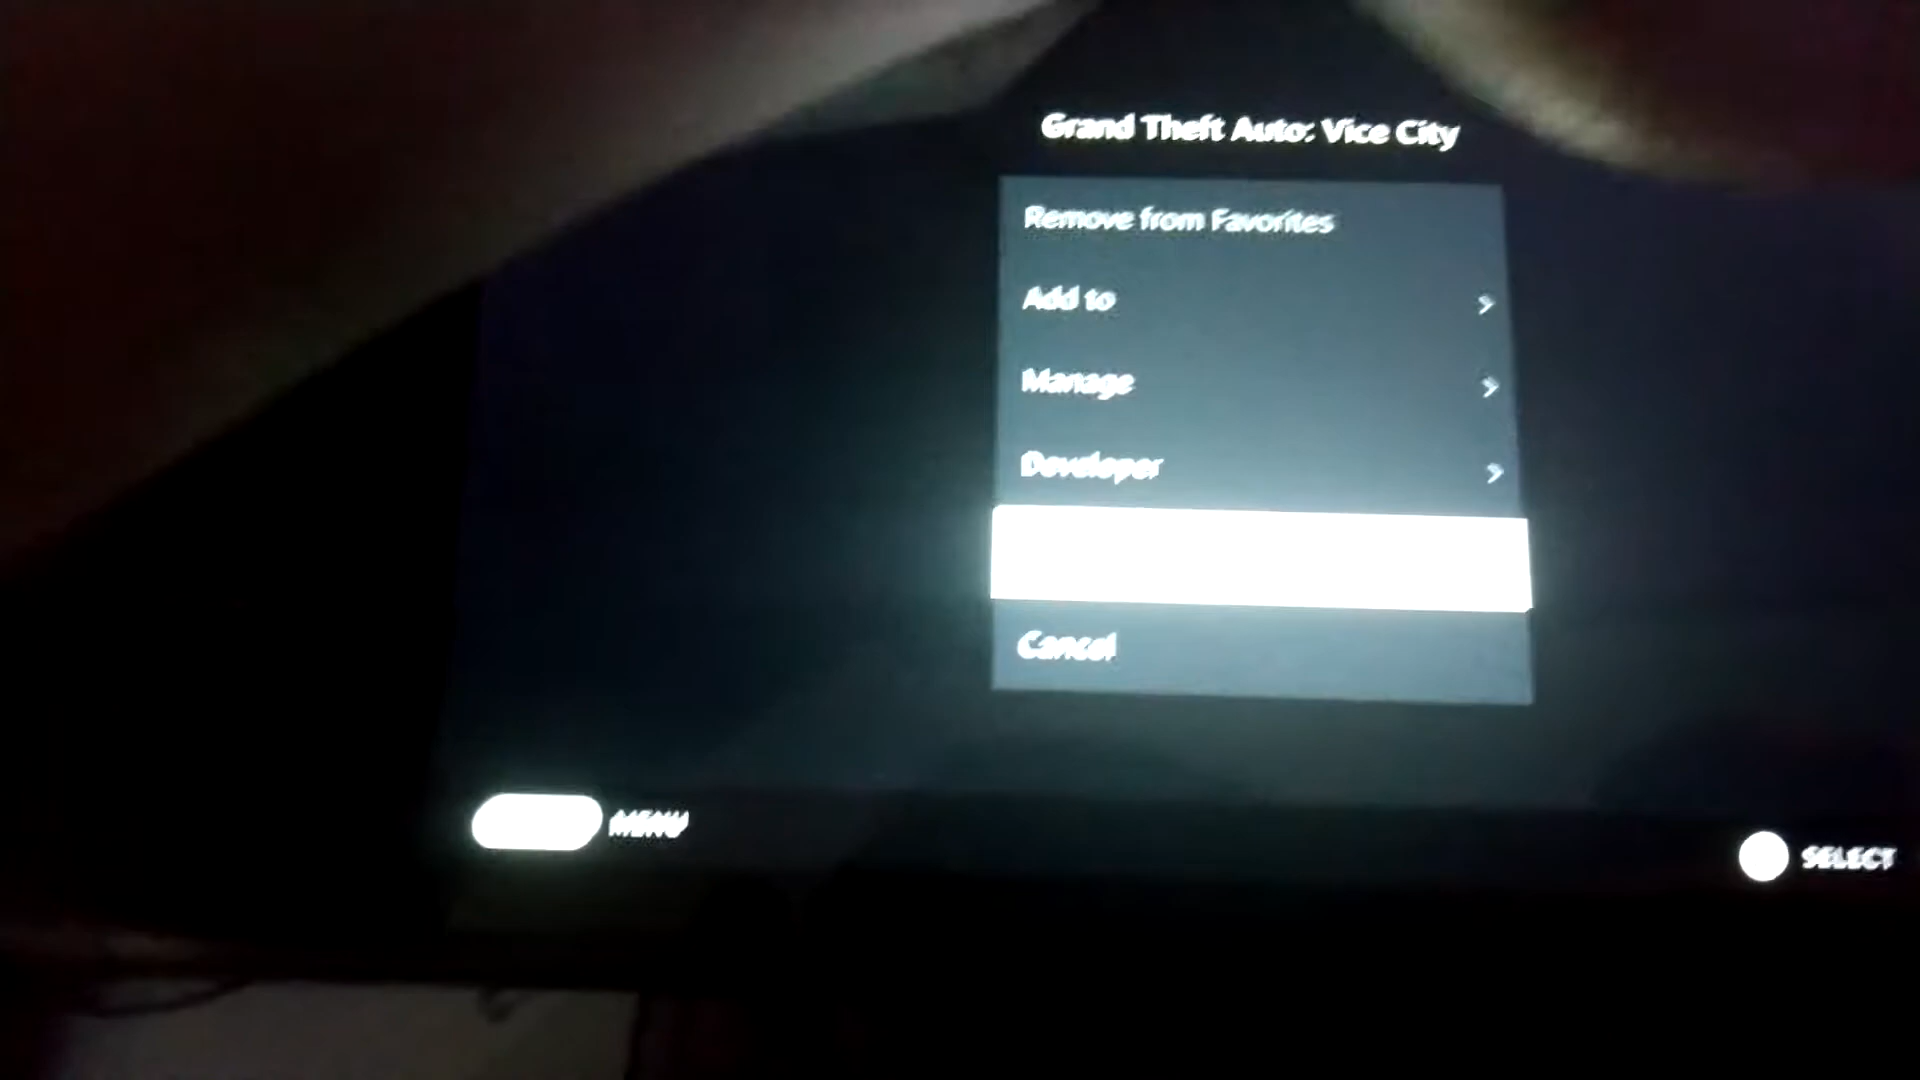 Grand Theft Auto: Vice City
Remove from Favorites
Add to
Manage
Developer
Cancel
MENU
SELECT